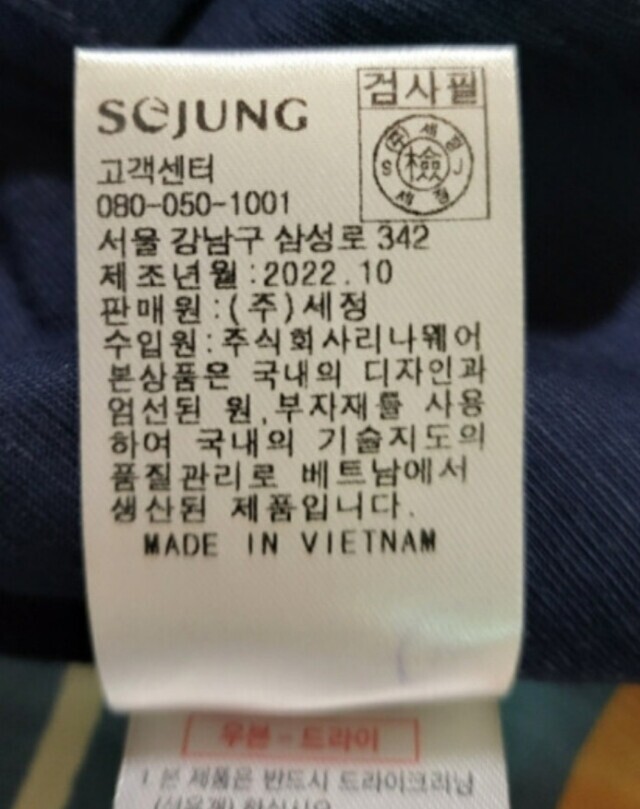 SEJUNG
검사필
(주) 세정
S 檢 J
세정
고객센터
080-050-1001
서울 강남구 삼성로 342
제조년월:2022.10
판매원:(주)세정
수입원:주식회사리나웨어
본상품은 국내의 디자인과
엄선된 원,부자재를 사용
하여 국내의 기술지도의
품질관리로 베트남에서
생산된 제품입니다.
MADE IN VIETNAM
우븐-드라이
1 본 제품은 반드시 드라이크리닝